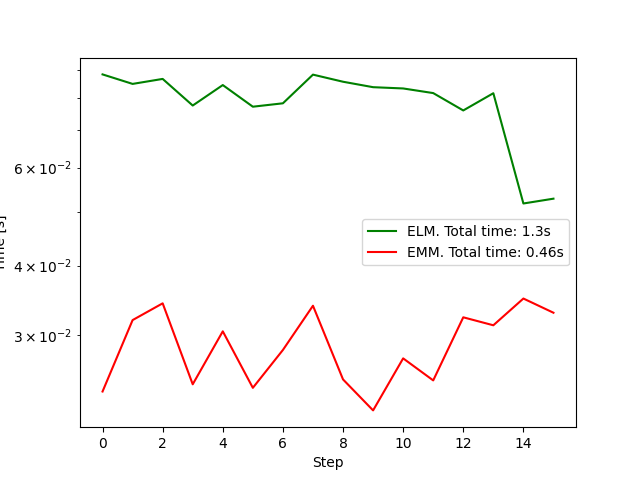 6 × 10⁻²
4 × 10⁻²
3 × 10⁻²
ELM. Total time: 1.3s
EMM. Total time: 0.46s
0 2 4 6 8 10 12 14
Step